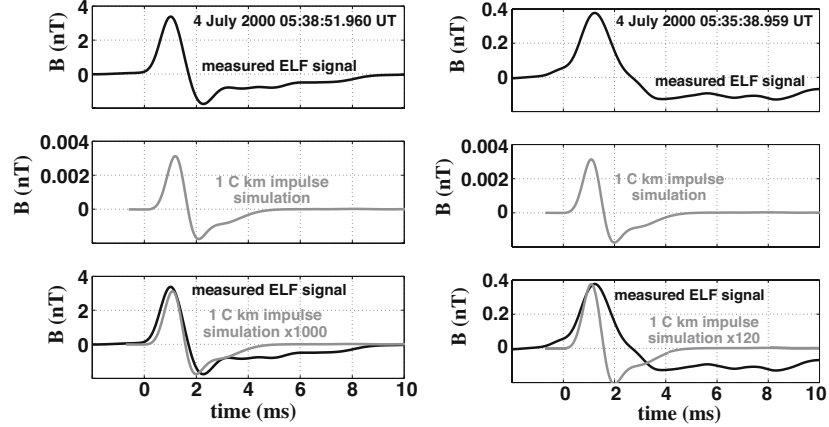 4 July 2000 05:38:51.960 UT
measured ELF signal
B (nT)
4
2
0
1 C km impulse
simulation
B (nT)
0.004
0.002
0
measured ELF signal
1 C km impulse
simulation x1000
B (nT)
4
2
0
0 2 4 6 8 10
time (ms)
4 July 2000 05:35:38.959 UT
measured ELF signal
B (nT)
0.4
0.2
0
1 C km impulse
simulation
B (nT)
0.004
0.002
0
measured ELF signal
1 C km impulse
simulation x120
B (nT)
0.4
0.2
0
0 2 4 6 8 10
time (ms)